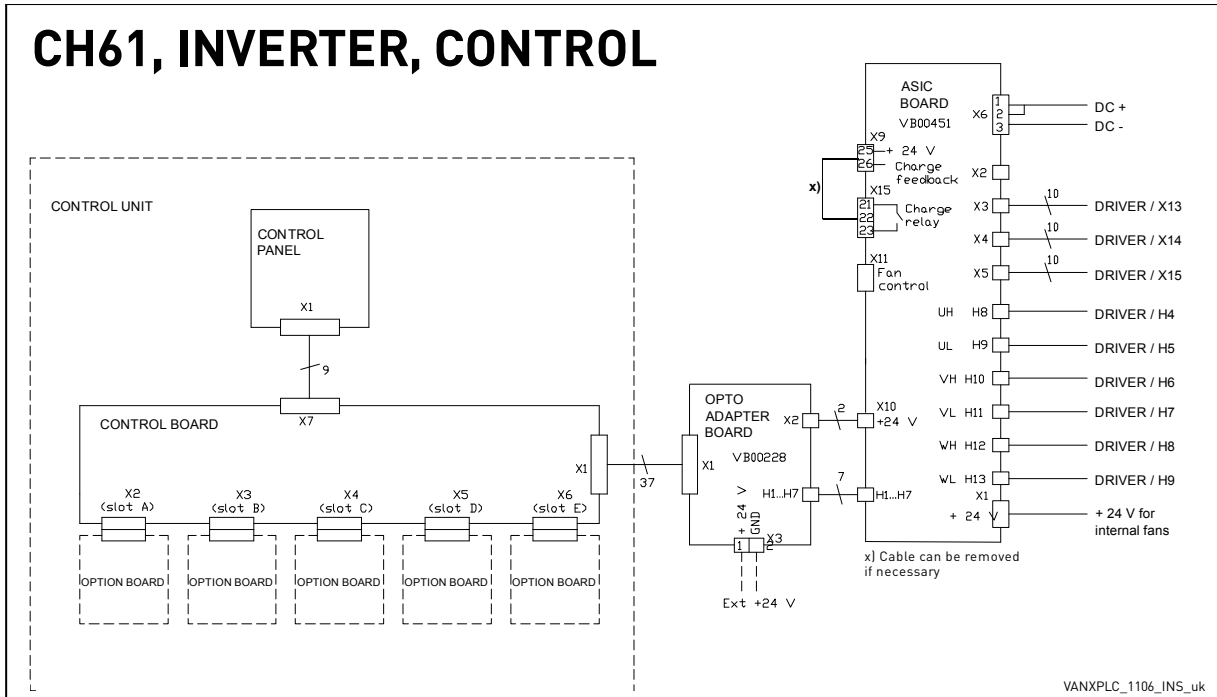 CH61, INVERTER, CONTROL
CONTROL UNIT
CONTROL
PANEL
X1
9
X7
CONTROL BOARD
X1
37
X2
(slot A)
X3
(slot B)
X4
(slot C)
X5
(slot D)
X6
(slot E)
OPTION BOARD
OPTION BOARD
OPTION BOARD
OPTION BOARD
OPTION BOARD
OPTO
ADAPTER
BOARD
VB00228
X1
X2
2
H1...H7
7
+ 24 V
GND
1
2
X3
Ext +24 V
ASIC
BOARD
VB00451
X9
25
+ 24 V
26
Charge
feedback
x)
X15
21
22
23
Charge
relay
X11
Fan
control
X10
+24 V
H1...H7
X6
1
2
3
DC +
DC -
X2
X3
10
DRIVER / X13
X4
10
DRIVER / X14
X5
10
DRIVER / X15
UH H8
DRIVER / H4
UL H9
DRIVER / H5
VH H10
DRIVER / H6
VL H11
DRIVER / H7
WH H12
DRIVER / H8
WL H13
DRIVER / H9
X1
+ 24 V
+ 24 V for
internal fans
x) Cable can be removed
if necessary
VANXPLC_1106_INS_uk